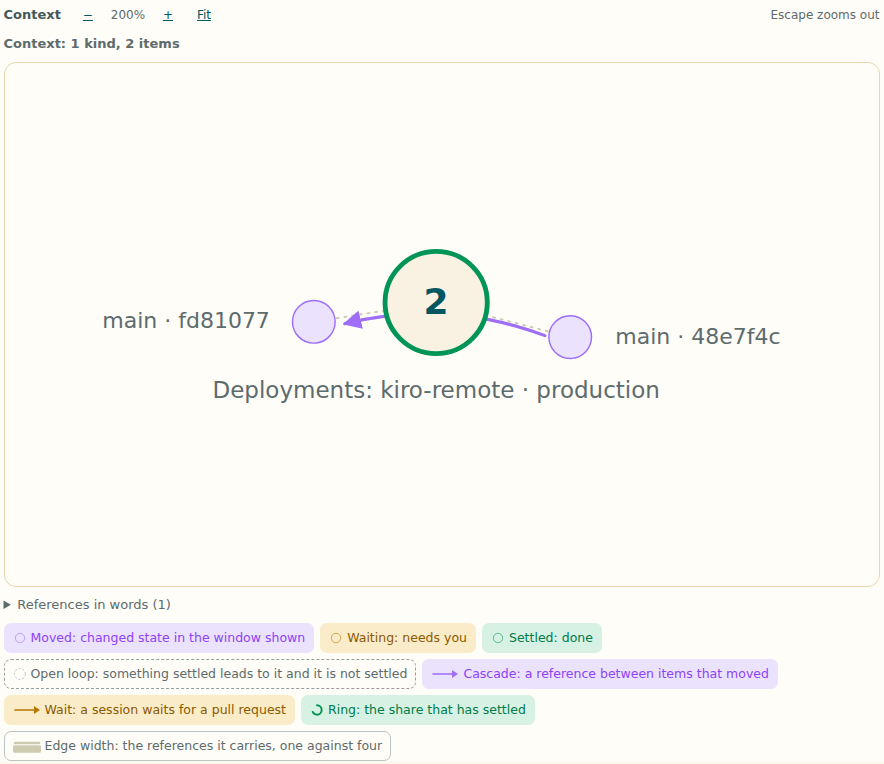 Context − 200% + Fit Escape zooms out
Context: 1 kind, 2 items
2
main · fd81077
main · 48e7f4c
Deployments: kiro-remote · production
References in words (1)
Moved: changed state in the window shown
Waiting: needs you
Settled: done
Open loop: something settled leads to it and it is not settled
Cascade: a reference between items that moved
Wait: a session waits for a pull request
Ring: the share that has settled
Edge width: the references it carries, one against four